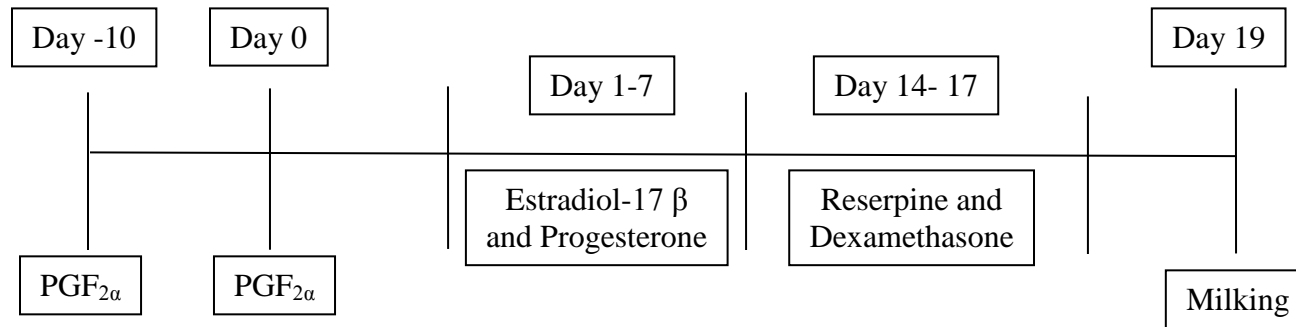 Day -10
Day 0
Day 19
Day 1-7
Day 14- 17
Estradiol-17 β
and Progesterone
Reserpine and
Dexamethasone
PGF2α
PGF2α
Milking